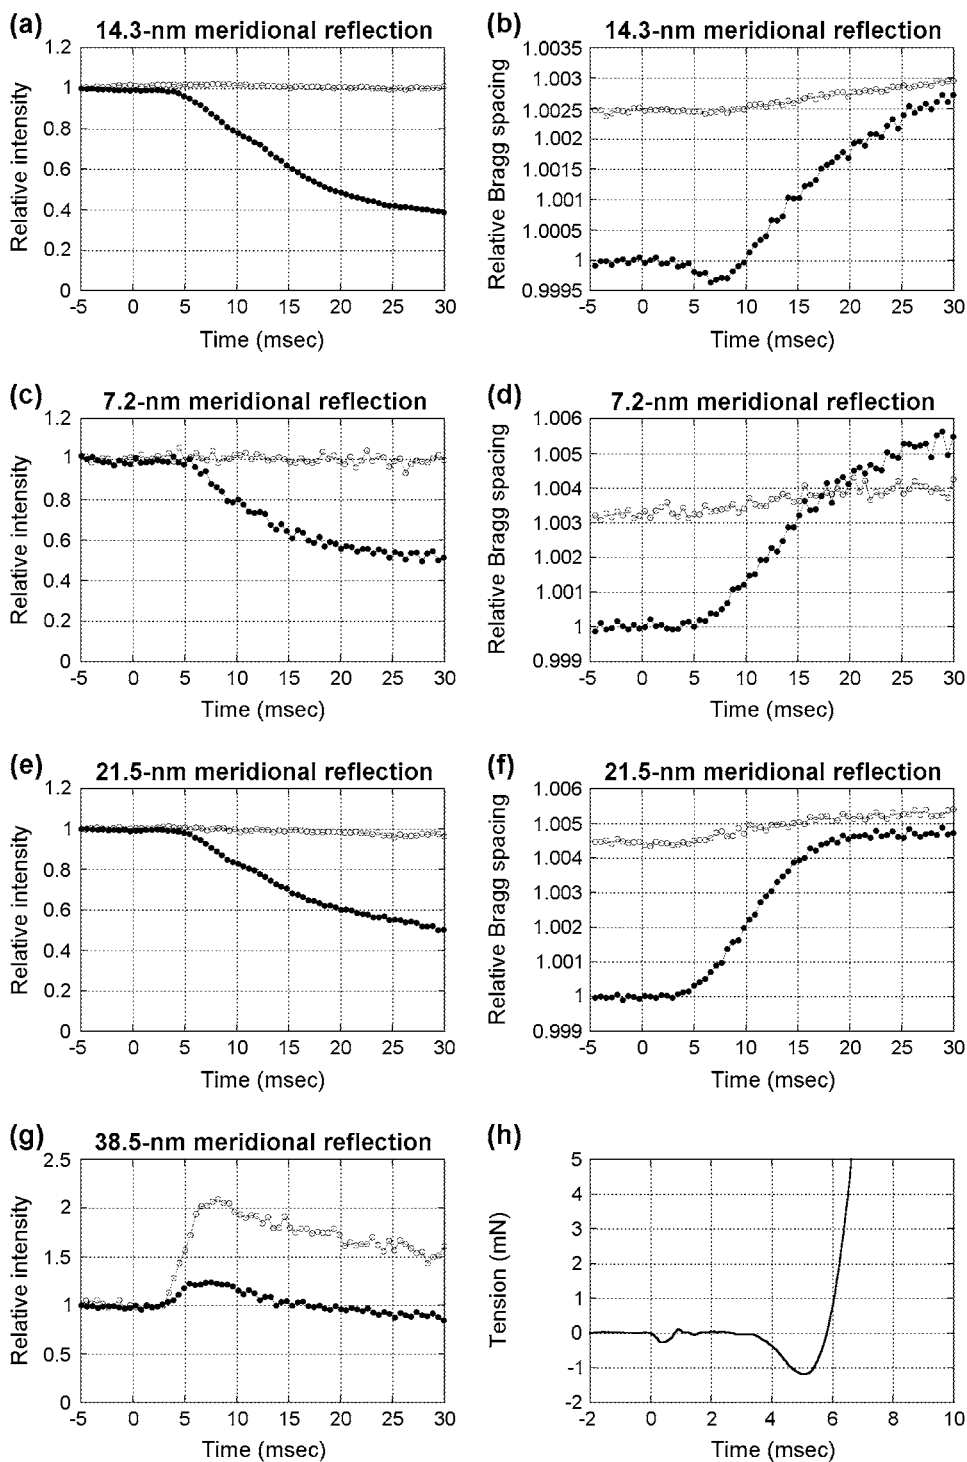 (a) 14.3-nm meridional reflection
1.2
1
0.8
0.6
0.4
0.2
0
Relative intensity
-5 0 5 10 15 20 25 30
Time (msec)
(b) 14.3-nm meridional reflection
1.0035
1.003
1.0025
1.002
1.0015
1.001
1.0005
1
0.9995
Relative Bragg spacing
-5 0 5 10 15 20 25 30
Time (msec)
(c) 7.2-nm meridional reflection
1.2
1
0.8
0.6
0.4
0.2
0
Relative intensity
-5 0 5 10 15 20 25 30
Time (msec)
(d) 7.2-nm meridional reflection
1.006
1.005
1.004
1.003
1.002
1.001
1
0.999
Relative Bragg spacing
-5 0 5 10 15 20 25 30
Time (msec)
(e) 21.5-nm meridional reflection
1.2
1
0.8
0.6
0.4
0.2
0
Relative intensity
-5 0 5 10 15 20 25 30
Time (msec)
(f) 21.5-nm meridional reflection
1.006
1.005
1.004
1.003
1.002
1.001
1
0.999
Relative Bragg spacing
-5 0 5 10 15 20 25 30
Time (msec)
(g) 38.5-nm meridional reflection
2.5
2
1.5
1
0.5
0
Relative intensity
-5 0 5 10 15 20 25 30
Time (msec)
(h)
5
4
3
2
1
0
-1
-2
Tension (mN)
-2 0 2 4 6 8 10
Time (msec)